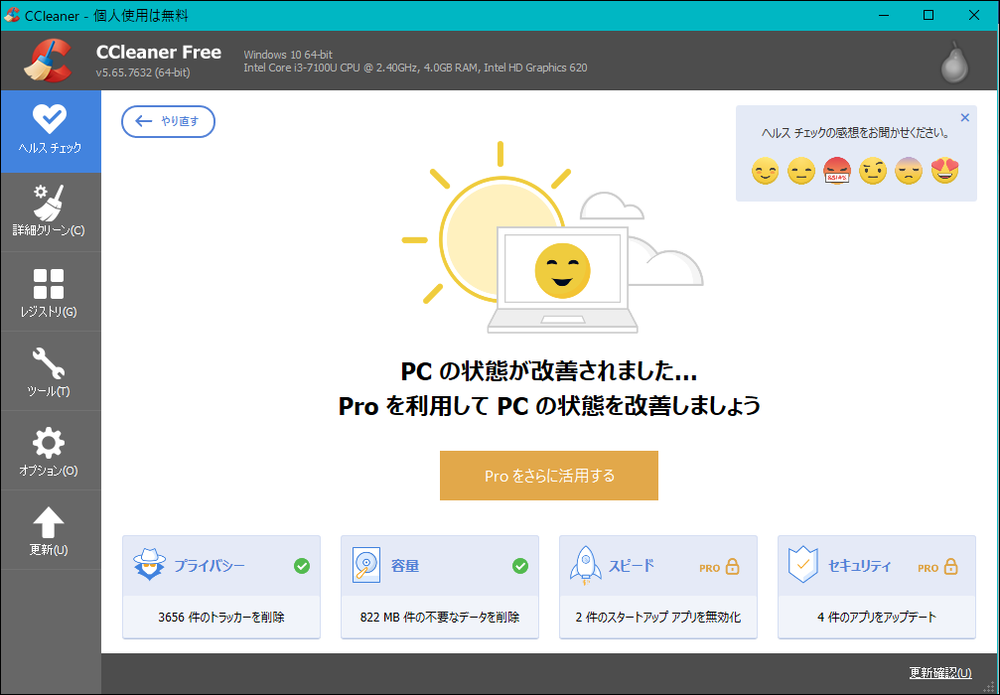 CCleaner - 個人使用は無料
CCleaner Free
v5.65.7632 (64-bit)
Windows 10 64-bit
Intel Core i3-7100U CPU @ 2.40GHz, 4.0GB RAM, Intel HD Graphics 620
ヘルス チェック
詳細クリーン(C)
レジストリ(G)
ツール(T)
オプション(O)
更新(U)
やり直す
ヘルス チェックの感想をお聞かせください。
PC の状態が改善されました...
Pro を利用して PC の状態を改善しましょう
Pro をさらに活用する
プライバシー
3656 件のトラッカーを削除
容量
822 MB 件の不要なデータを削除
スピード
PRO
2 件のスタートアップ アプリを無効化
セキュリティ
PRO
4 件のアプリをアップデート
更新確認(U)